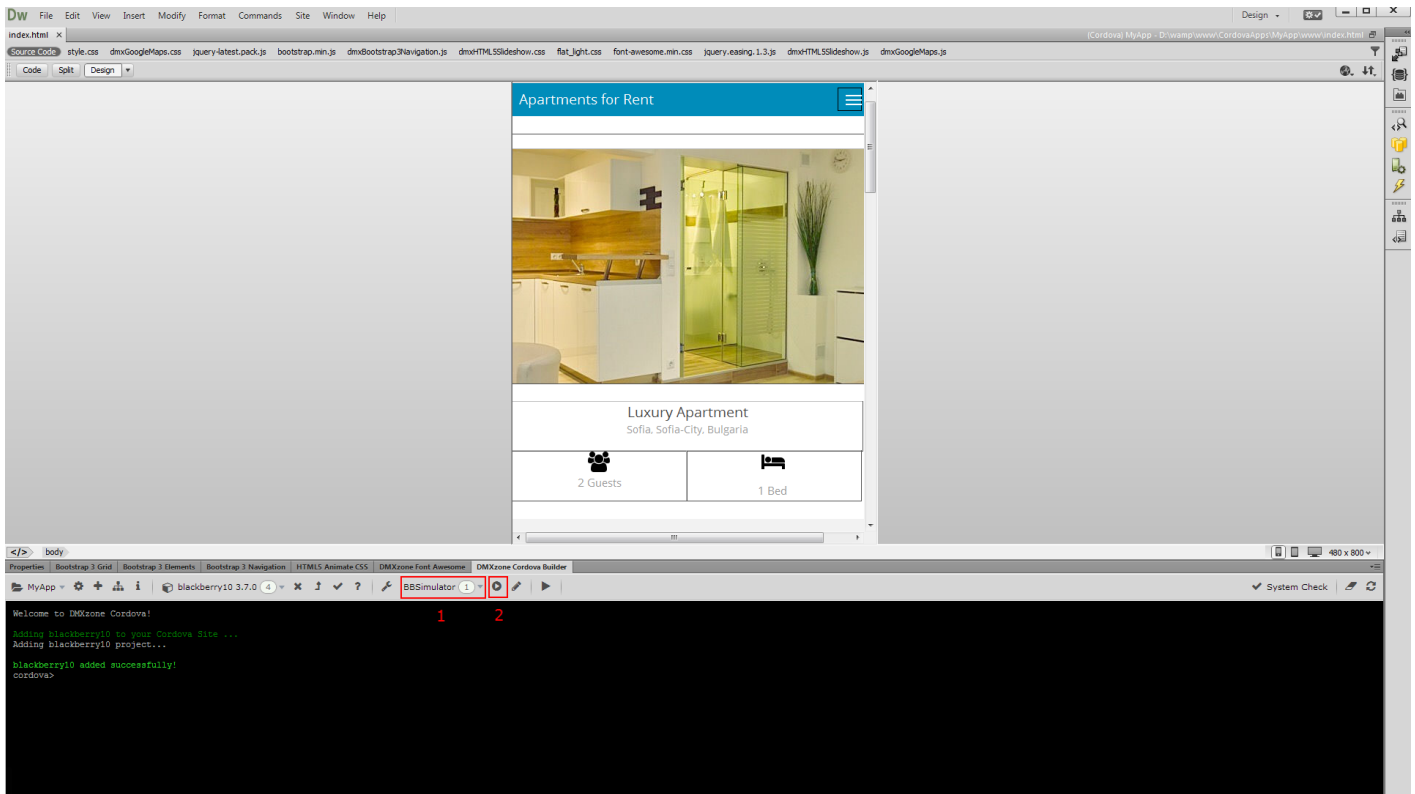 Dw File Edit View Insert Modify Format Commands Site Window Help Design
index.html × (Cordova) MyApp - D:\wamp\www\CordovaApps\MyApp\www\index.html
Source Code style.css dmxGoogleMaps.css jquery-latest.pack.js bootstrap.min.js dmxBootstrap3Navigation.js dmxHTML5Slideshow.css flat_light.css font-awesome.min.css jquery.easing.1.3.js dmxHTML5Slideshow.js dmxGoogleMaps.js
Code Split Design
Apartments for Rent
Luxury Apartment
Sofia, Sofia-City, Bulgaria
2 Guests
1 Bed
</> body 480 x 800
Properties Bootstrap 3 Grid Bootstrap 3 Elements Bootstrap 3 Navigation HTML5 Animate CSS DMXzone Font Awesome DMXzone Cordova Builder
MyApp blackberry10 3.7.0 4 BBSimulator 1 System Check
1 2
Welcome to DMXzone Cordova!
Adding blackberry10 to your Cordova Site ...
Adding blackberry10 project...
blackberry10 added successfully!
cordova>